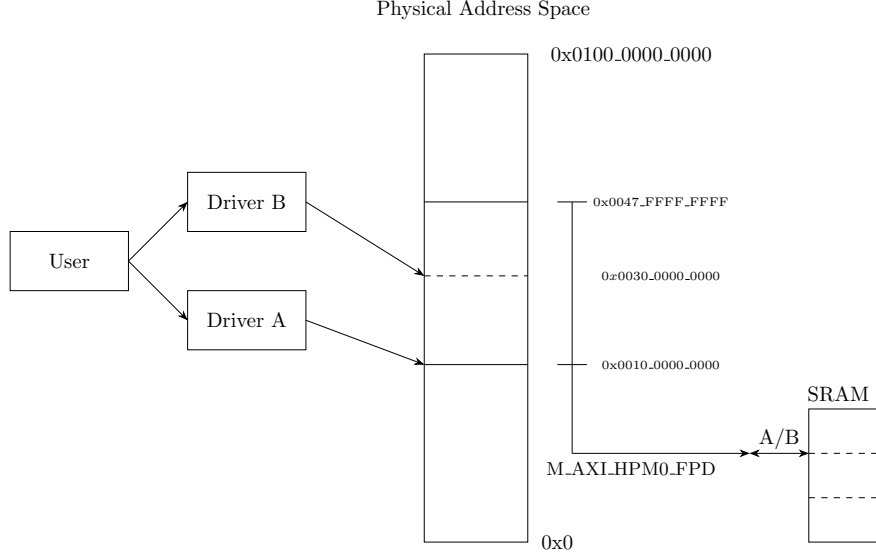 Physical Address Space
0x0100_0000_0000
Driver B
0x0047_FFFF_FFFF
User
0x0030_0000_0000
Driver A
0x0010_0000_0000
SRAM
A/B
M_AXI_HPM0_FPD
0x0